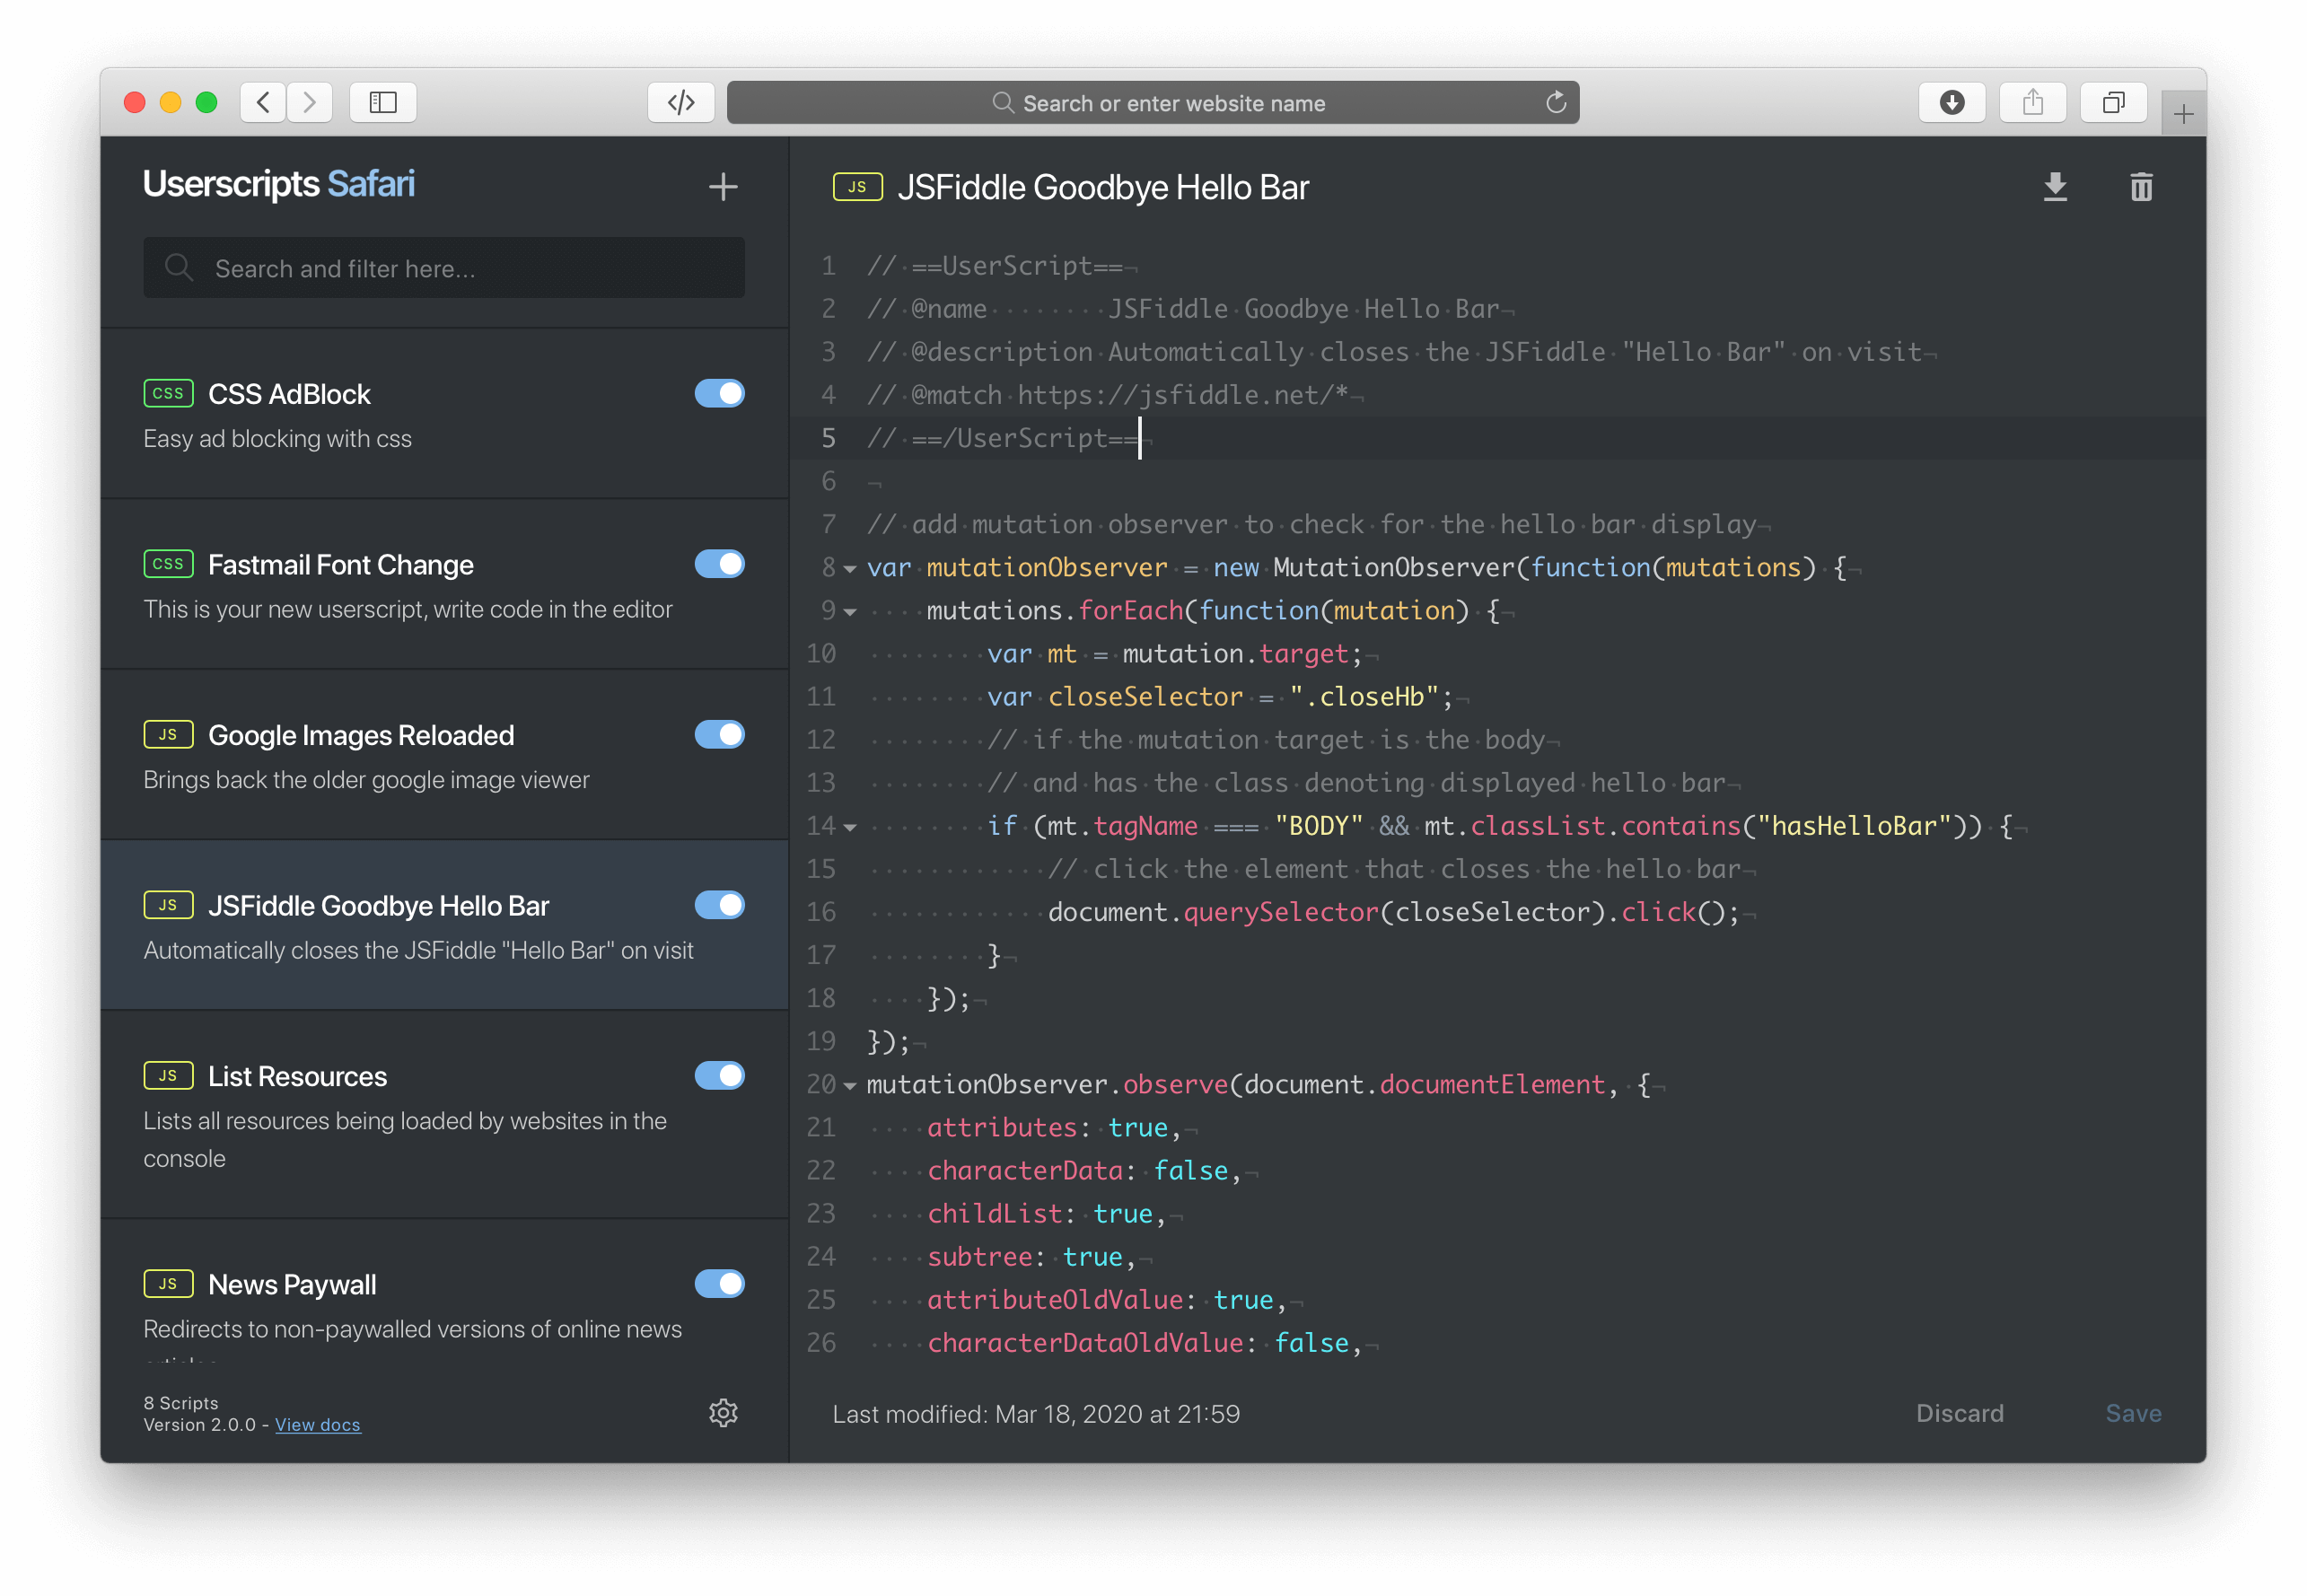 Search or enter website name
Userscripts Safari
Search and filter here...
CSS CSS AdBlock
Easy ad blocking with css
CSS Fastmail Font Change
This is your new userscript, write code in the editor
JS Google Images Reloaded
Brings back the older google image viewer
JS JSFiddle Goodbye Hello Bar
Automatically closes the JSFiddle "Hello Bar" on visit
JS List Resources
Lists all resources being loaded by websites in the
console
JS News Paywall
Redirects to non-paywalled versions of online news
8 Scripts
Version 2.0.0 - View docs
JS JSFiddle Goodbye Hello Bar
1 // ==UserScript==
2 // @name        JSFiddle Goodbye Hello Bar
3 // @description Automatically closes the JSFiddle "Hello Bar" on visit
4 // @match https://jsfiddle.net/*
5 // ==/UserScript==
6
7 // add mutation observer to check for the hello bar display
8 var mutationObserver = new MutationObserver(function(mutations) {
9     mutations.forEach(function(mutation) {
10         var mt = mutation.target;
11         var closeSelector = ".closeHb";
12         // if the mutation target is the body
13         // and has the class denoting displayed hello bar
14         if (mt.tagName === "BODY" && mt.classList.contains("hasHelloBar")) {
15             // click the element that closes the hello bar
16             document.querySelector(closeSelector).click();
17         }
18     });
19 });
20 mutationObserver.observe(document.documentElement, {
21     attributes: true,
22     characterData: false,
23     childList: true,
24     subtree: true,
25     attributeOldValue: true,
26     characterDataOldValue: false,
Last modified: Mar 18, 2020 at 21:59
Discard
Save